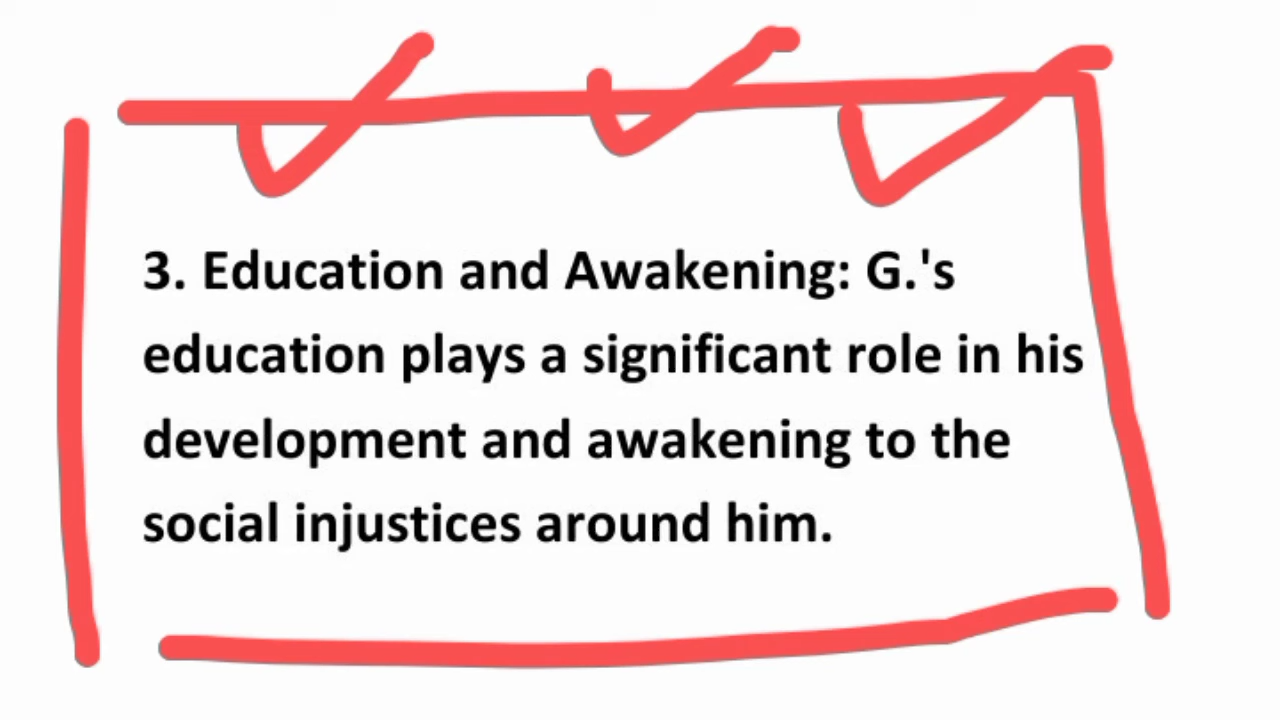 3. Education and Awakening: G.'s
education plays a significant role in his
development and awakening to the
social injustices around him.